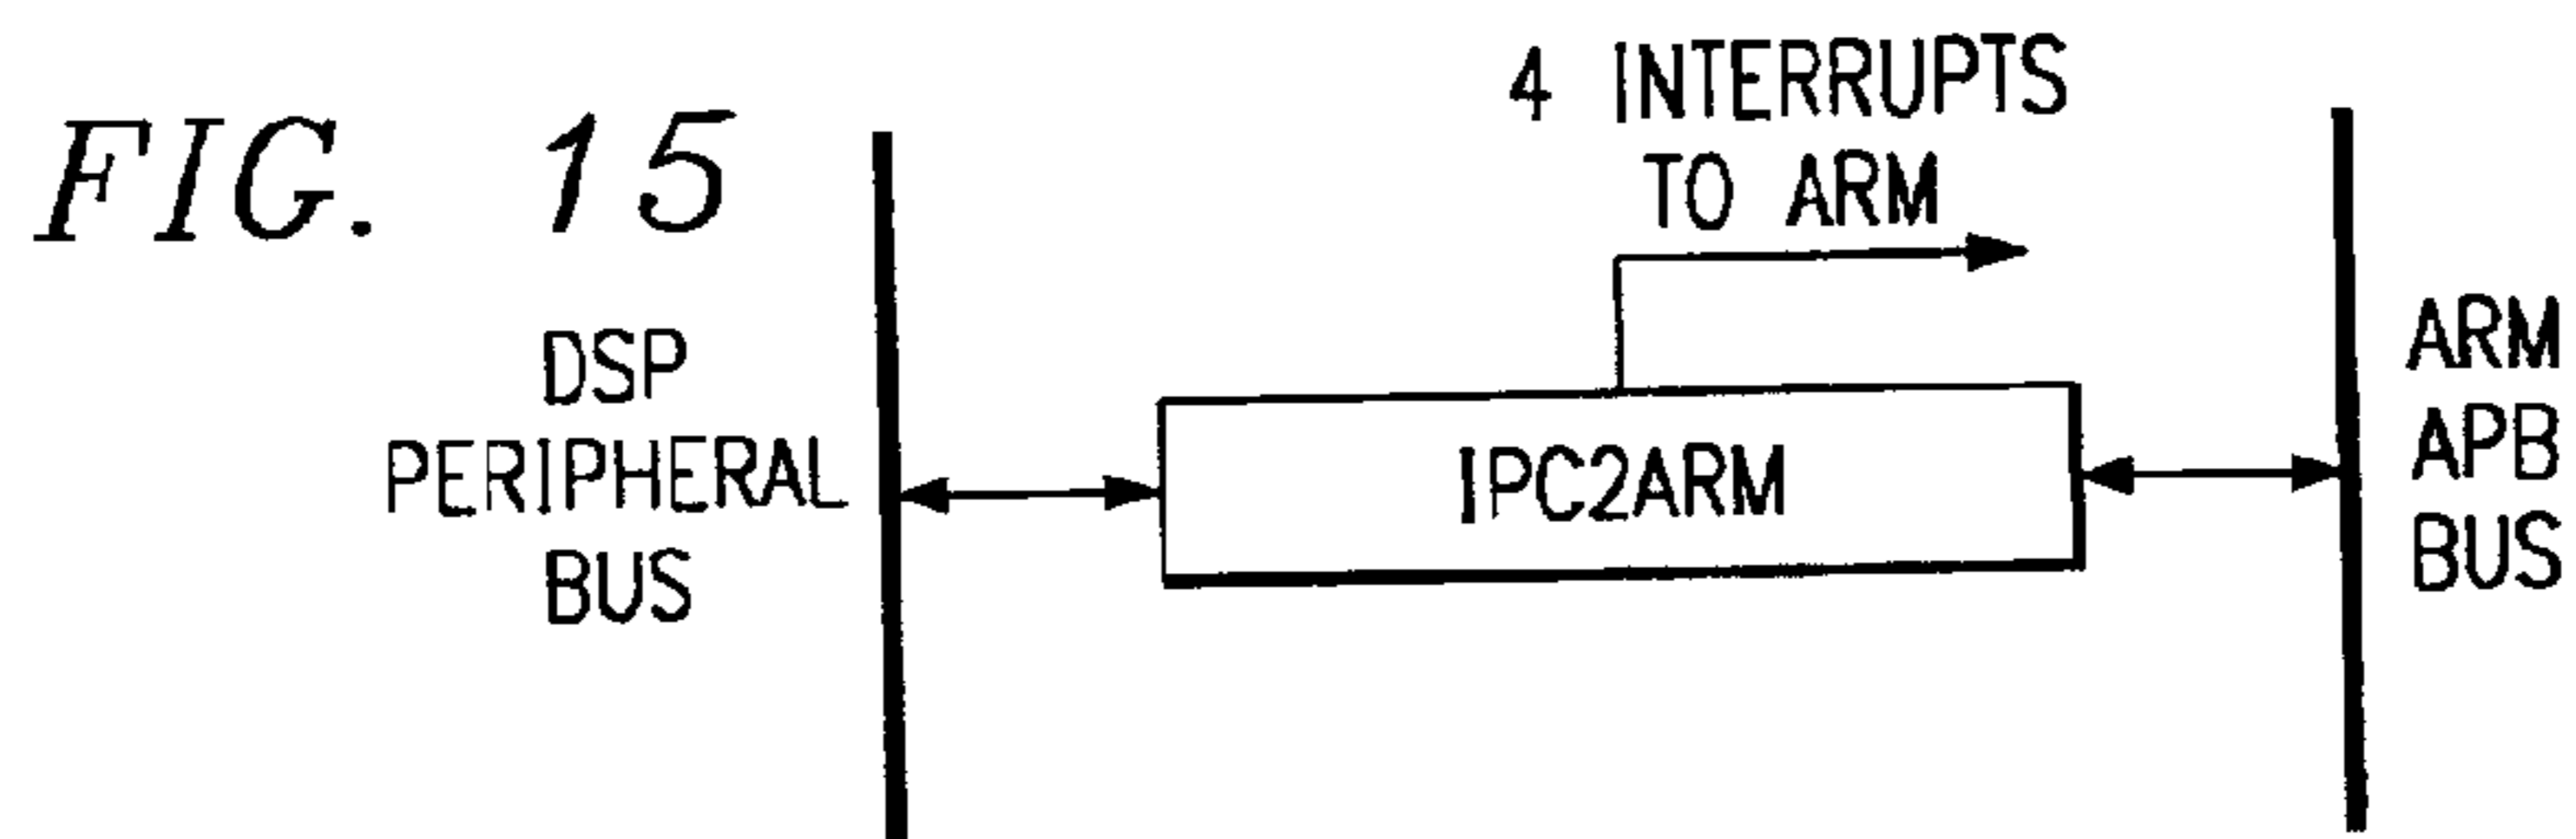 FIG. 15
4 INTERRUPTS
TO ARM
DSP
PERIPHERAL
BUS
IPC2ARM
ARM
APB
BUS